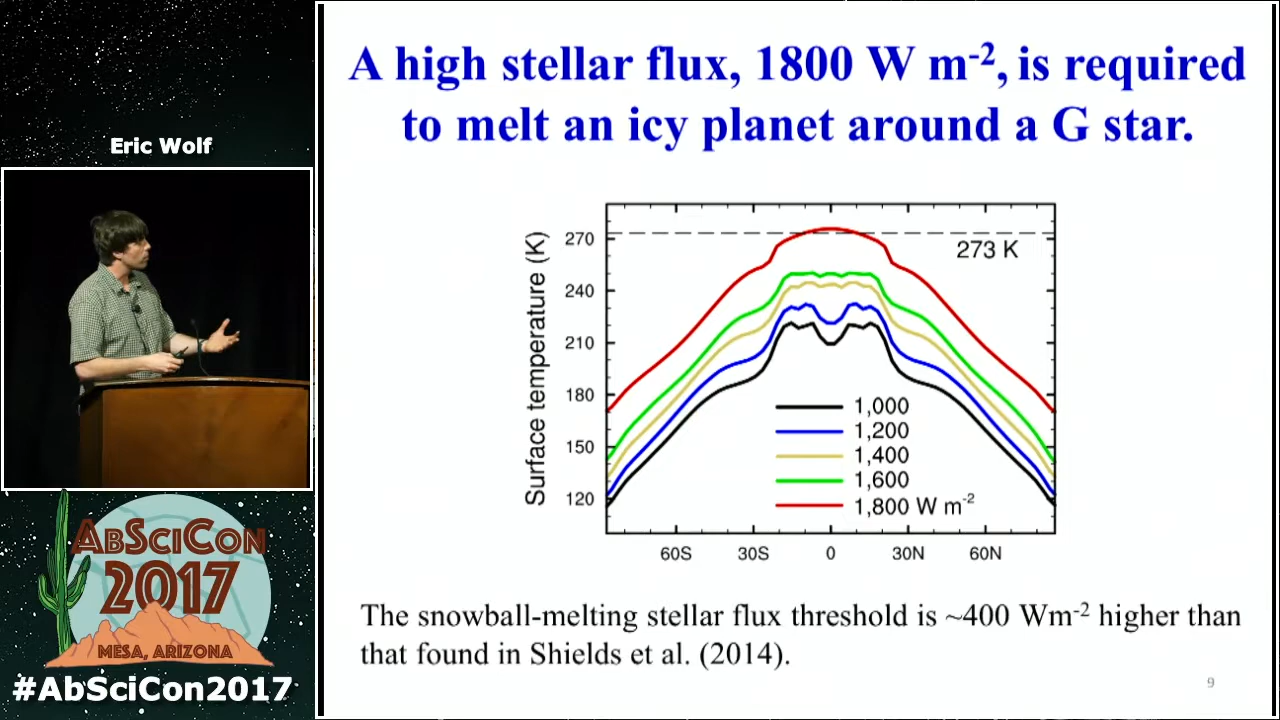 Eric Wolf
ABSCICON
2017
MESA, ARIZONA
#AbSciCon2017
A high stellar flux, 1800 W m-2, is required
to melt an icy planet around a G star.
Surface temperature (K)
270
240
210
180
150
120
273 K
1,000
1,200
1,400
1,600
1,800 W m-2
60S 30S 0 30N 60N
The snowball-melting stellar flux threshold is ~400 Wm-2 higher than
that found in Shields et al. (2014).
9